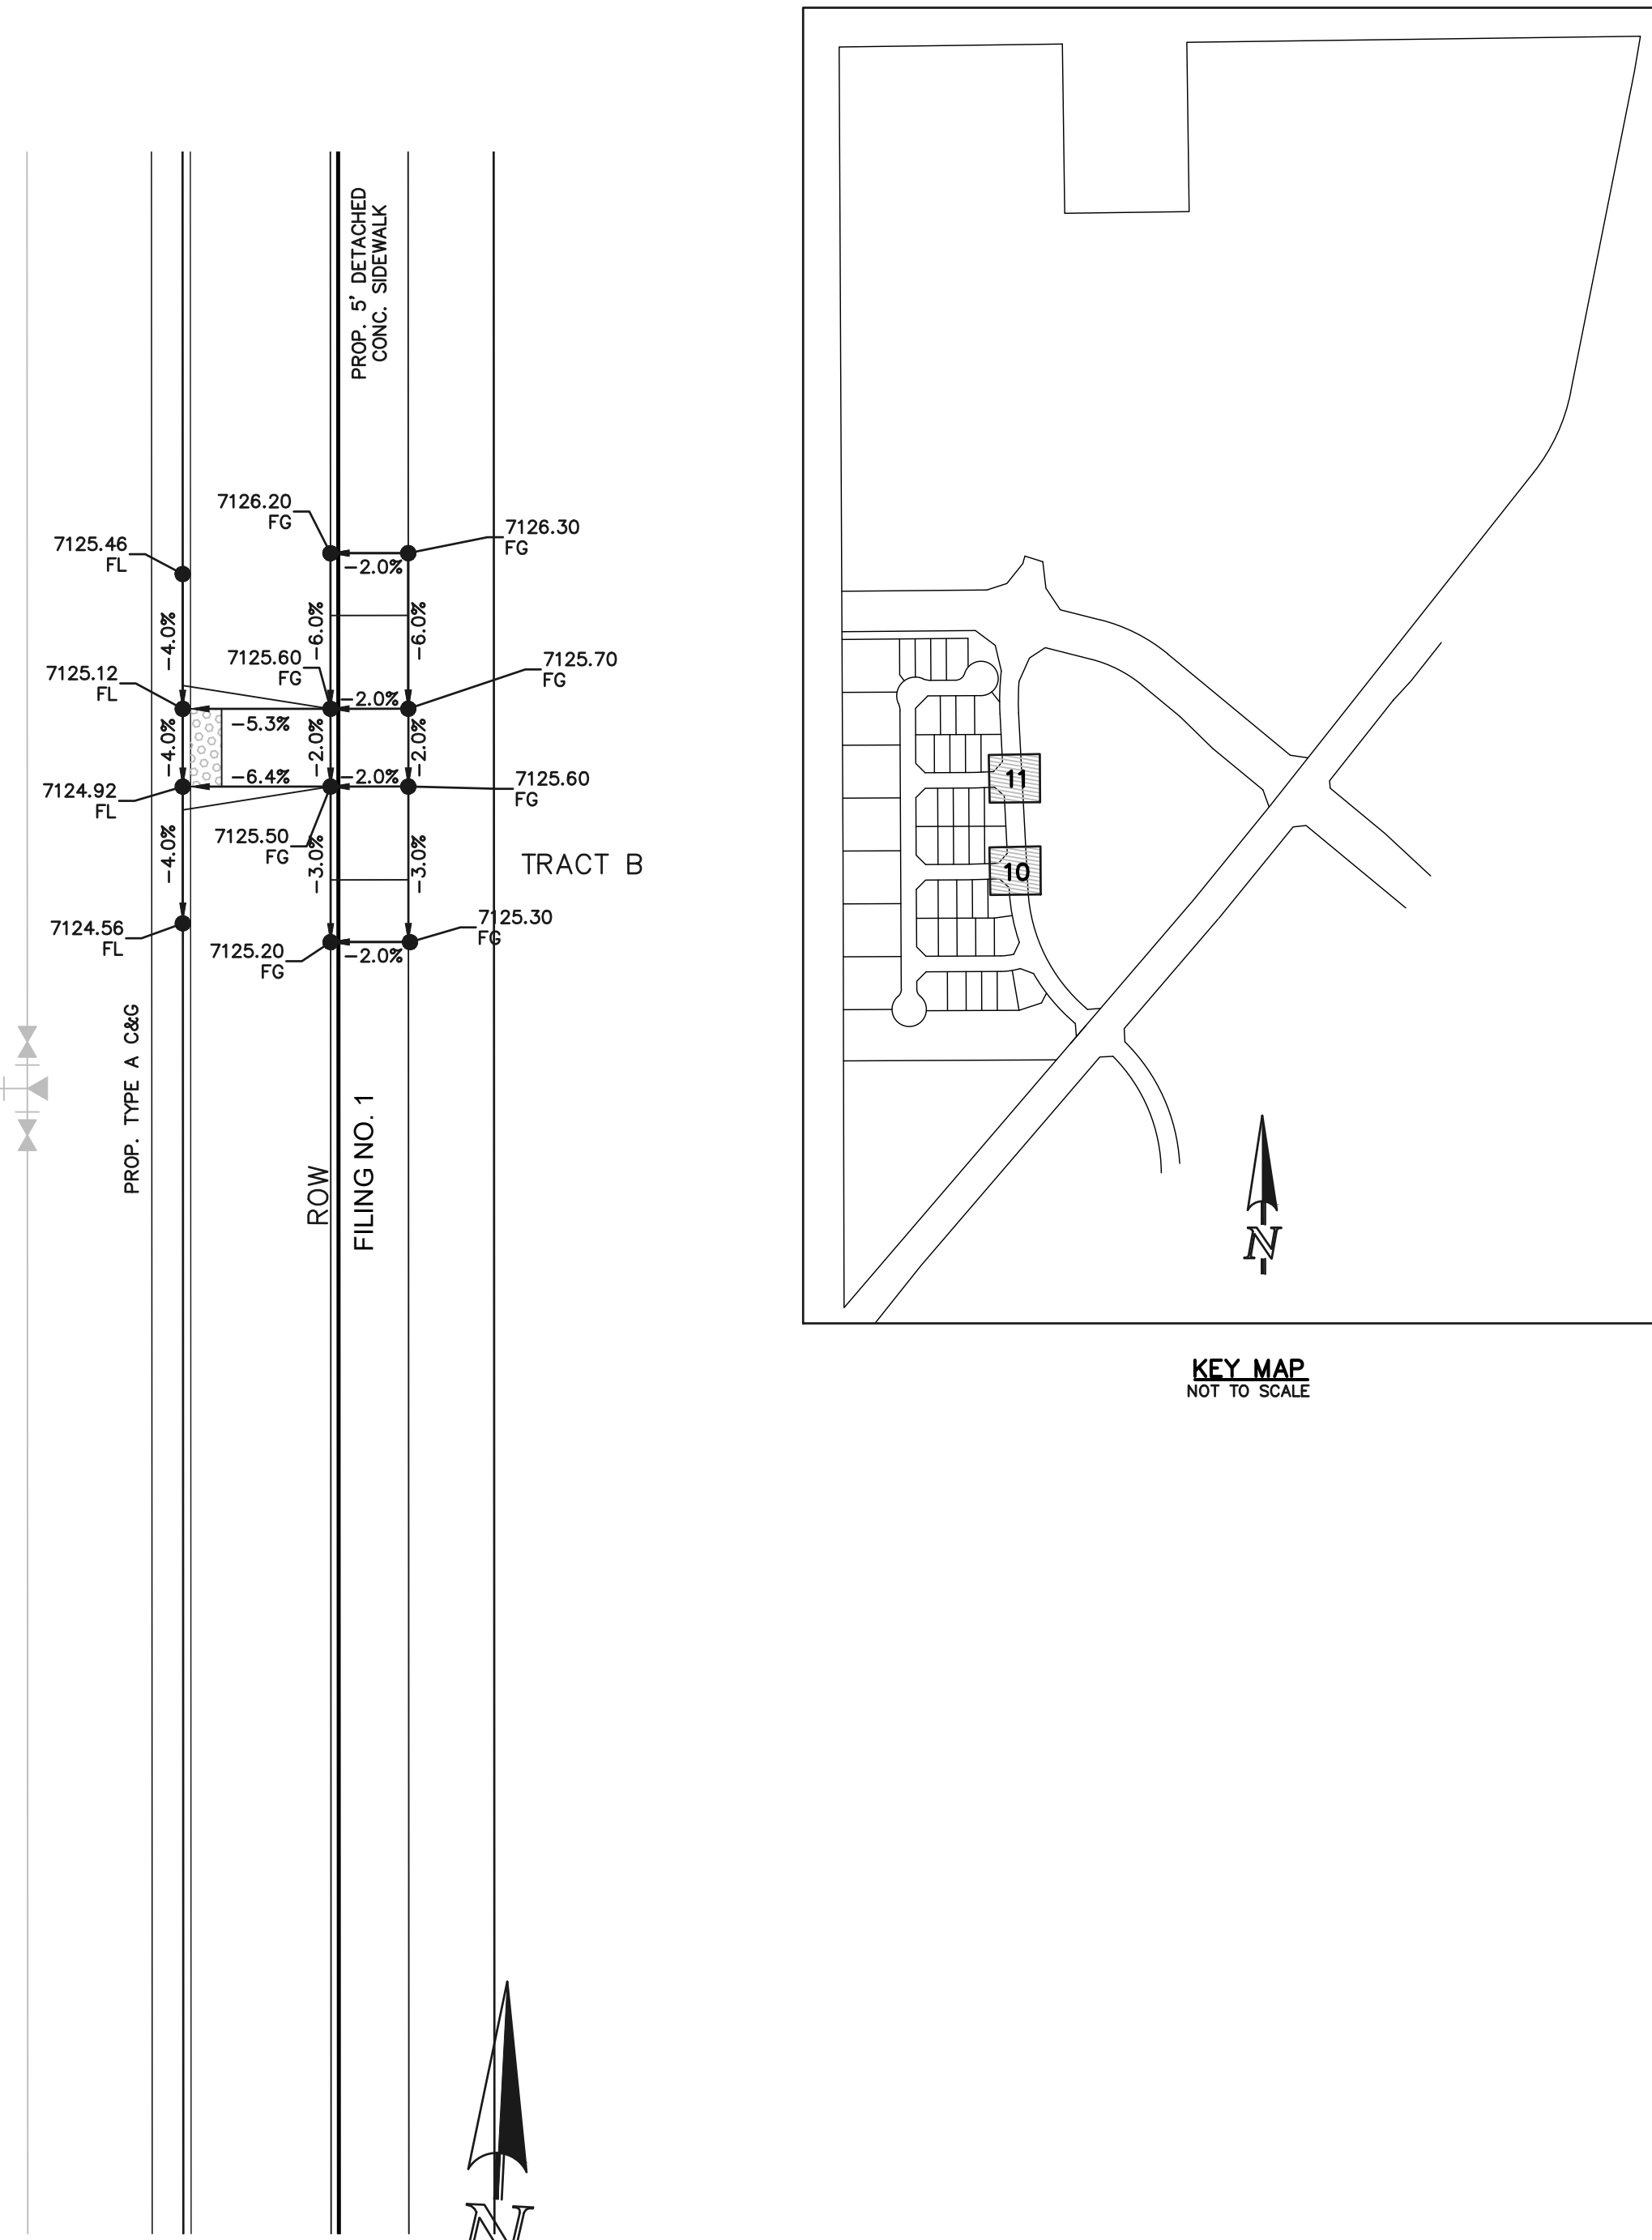 PROP. 5' DETACHED
CONC. SIDEWALK
7126.20
FG
7126.30
FG
-2.0%
7125.46
FL
-4.0%
-6.0%
-6.0%
7125.60
FG
7125.70
FG
7125.12
FL
-2.0%
-5.3%
-4.0%
-2.0%
-2.0%
-6.4%
-2.0%
7125.60
FG
7124.92
FL
7125.50
FG
-4.0%
-3.0%
-3.0%
TRACT B
7125.30
FG
7124.56
FL
7125.20
FG
-2.0%
PROP. TYPE A C&G
ROW
FILING NO. 1
N
11
10
N
KEY MAP
NOT TO SCALE